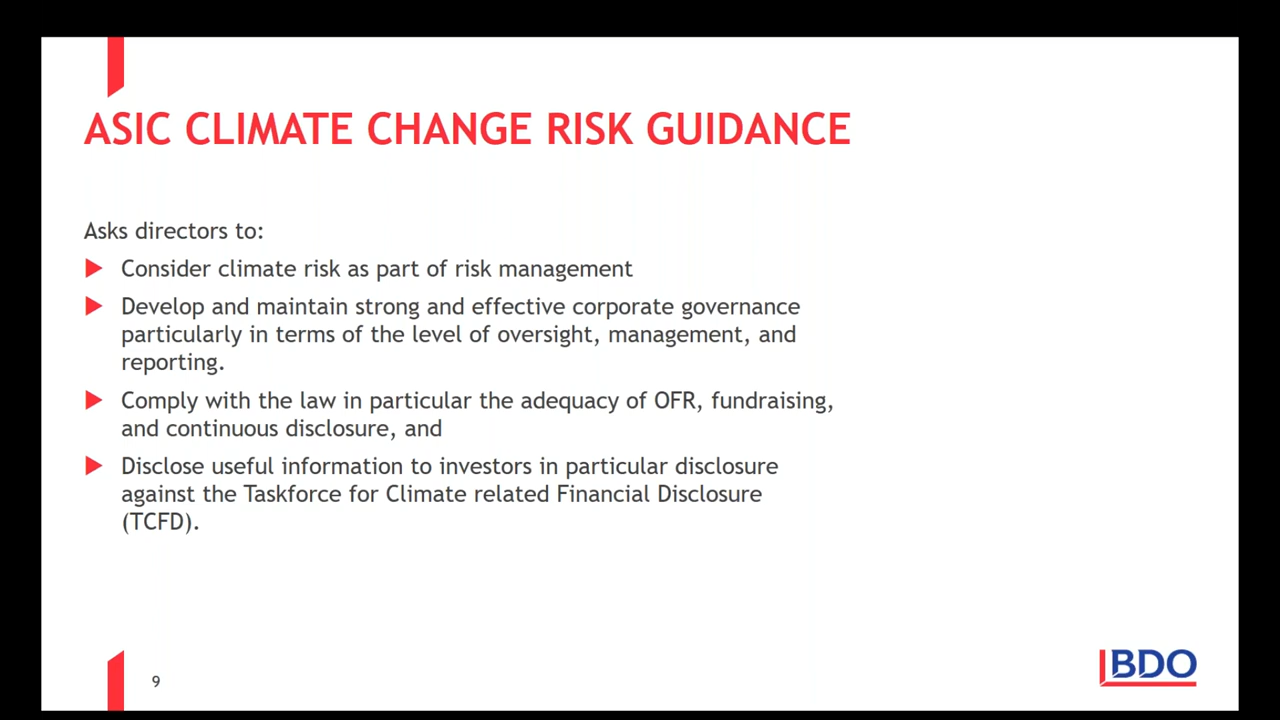 ASIC CLIMATE CHANGE RISK GUIDANCE
Asks directors to:
Consider climate risk as part of risk management
Develop and maintain strong and effective corporate governance
particularly in terms of the level of oversight, management, and
reporting.
Comply with the law in particular the adequacy of OFR, fundraising,
and continuous disclosure, and
Disclose useful information to investors in particular disclosure
against the Taskforce for Climate related Financial Disclosure
(TCFD).
9
BDO